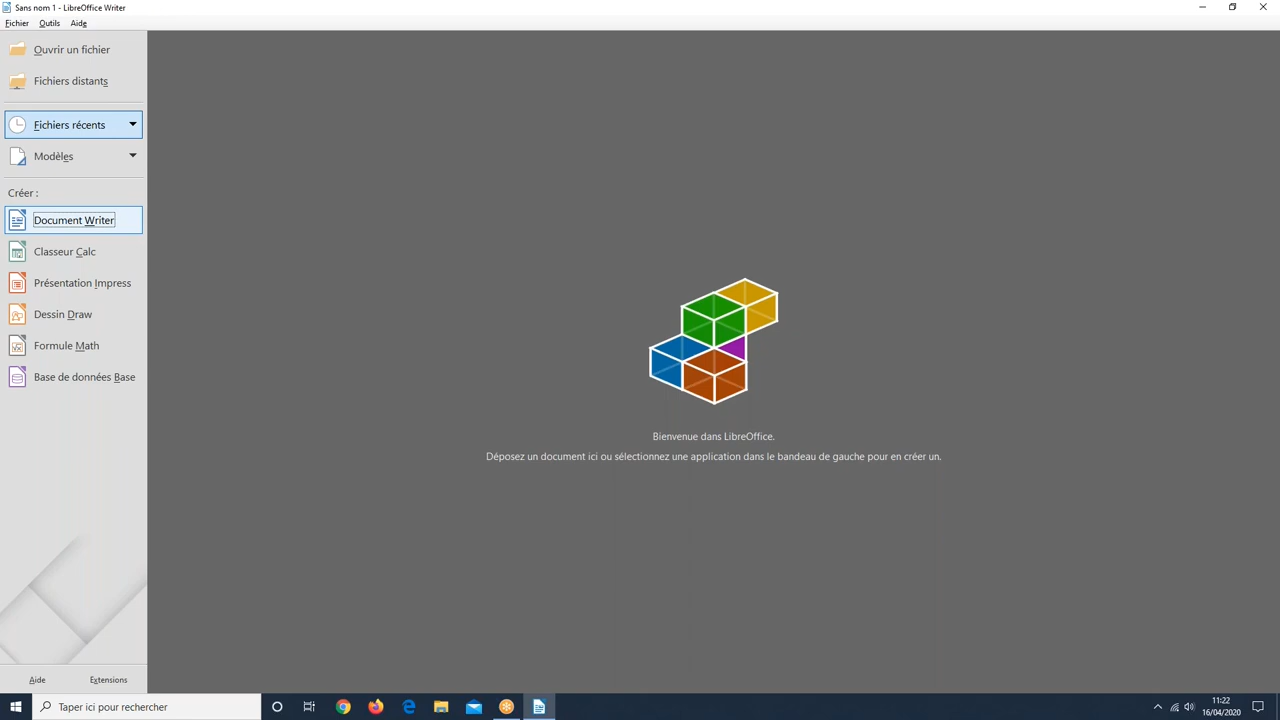 Sans nom 1 - LibreOffice Writer
Fichier Outils Aide
Ouvrir un fichier
Fichiers distants
Fichiers récents
Modèles
Créer :
Document Writer
Classeur Calc
Présentation Impress
Dessin Draw
Formule Math
Base de données Base
Bienvenue dans LibreOffice.
Déposez un document ici ou sélectionnez une application dans le bandeau de gauche pour en créer un.
Aide Extensions
Taper ici pour rechercher
11:22
16/04/2020